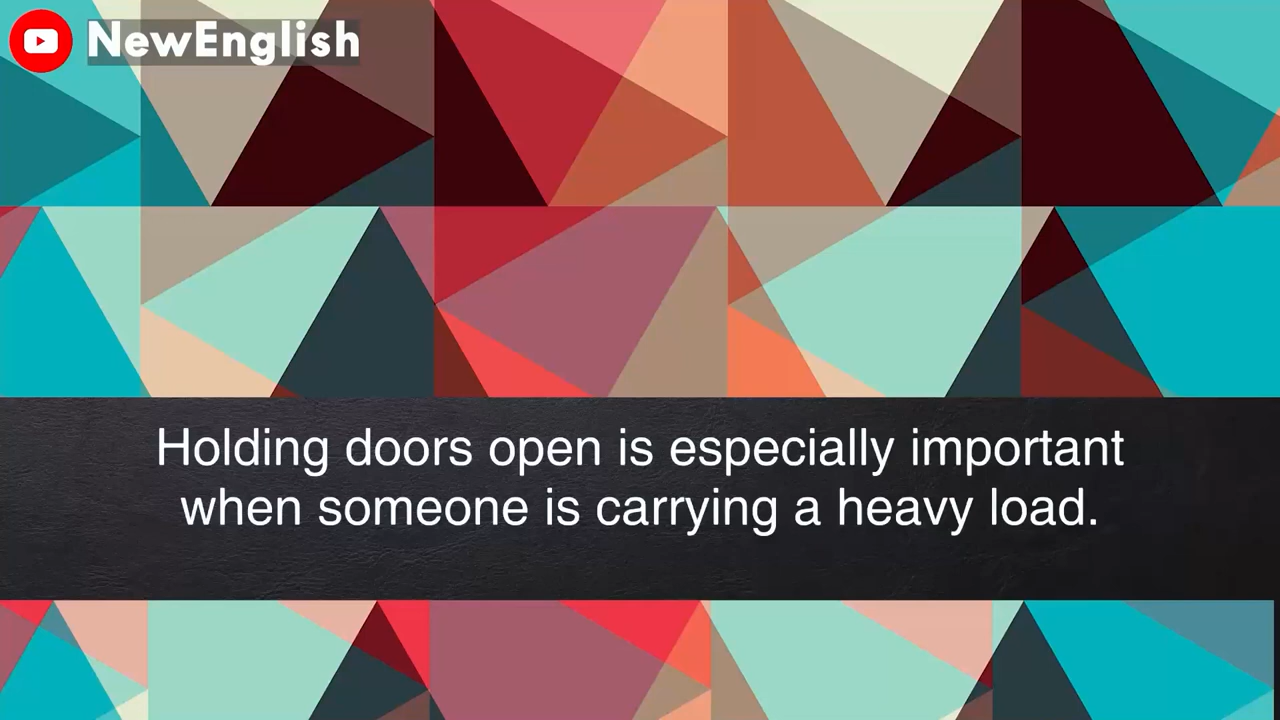 NewEnglish
Holding doors open is especially important
when someone is carrying a heavy load.